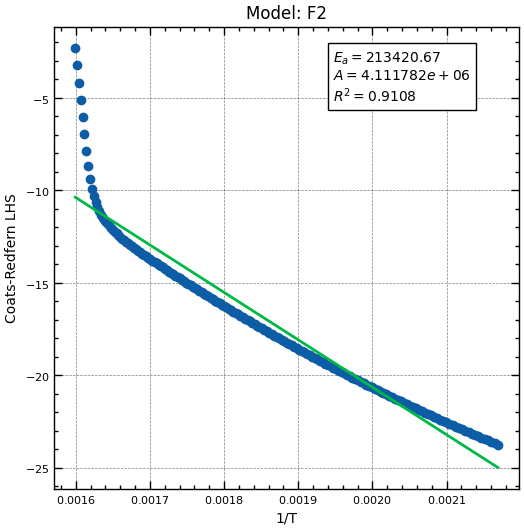 Model: F2
E_a = 213420.67
A = 4.111782e + 06
R² = 0.9108
Coats-Redfern LHS
−5
−10
−15
−20
−25
0.0016 0.0017 0.0018 0.0019 0.0020 0.0021
1/T